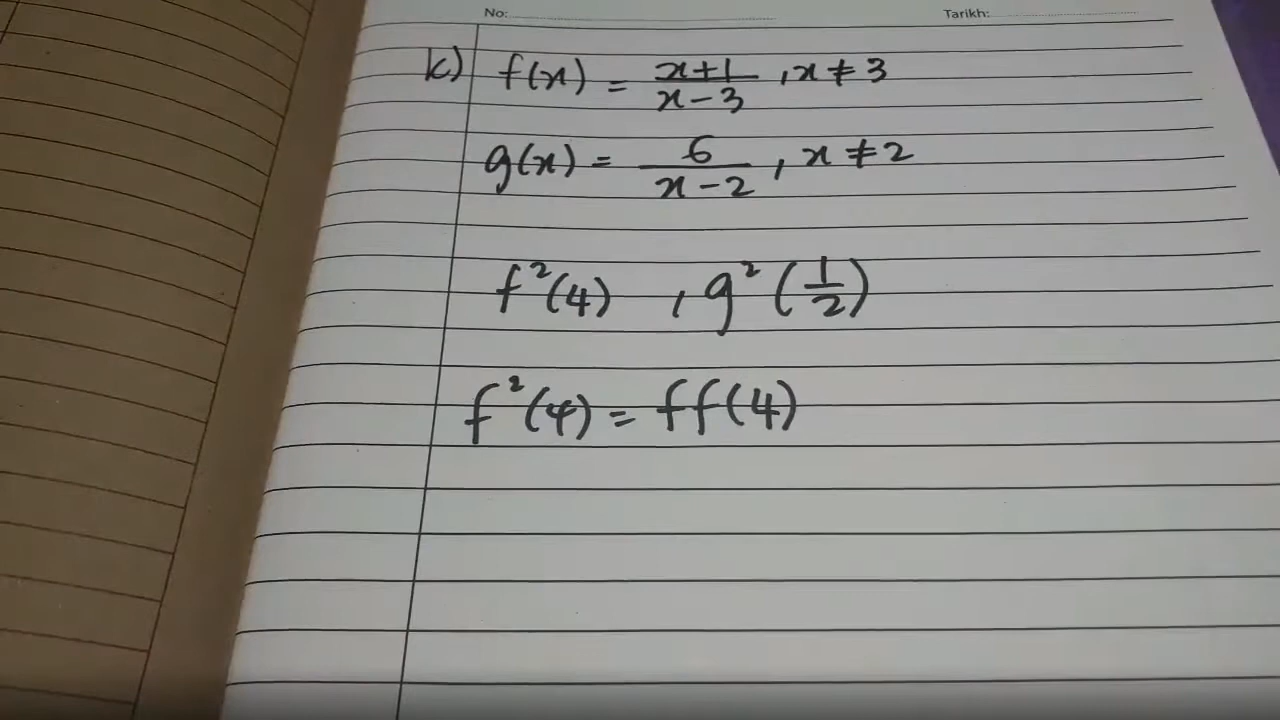 No: Tarikh:
k) f(x) = x+1/x-3 , x ≠ 3
g(x) = 6/x-2 , x ≠ 2
f²(4) , g²(1/2)
f²(4) = ff(4)